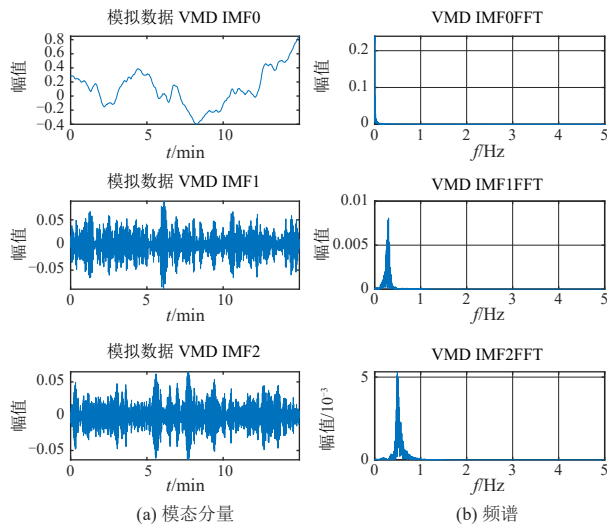 模拟数据 VMD IMF0
0.8
0.6
0.4
0.2
0
−0.2
−0.4
幅值
5
10
t/min
VMD IMF0FFT
0.2
0.1
0
幅值
0
1
2
3
4
5
f/Hz
模拟数据 VMD IMF1
0.05
0
−0.05
幅值
0
5
10
t/min
VMD IMF1FFT
0.01
0.005
0
幅值
0
1
2
3
4
5
f/Hz
模拟数据 VMD IMF2
0.05
0
−0.05
幅值
0
5
10
t/min
VMD IMF2FFT
5
0
幅值/10⁻³
0
1
2
3
4
5
f/Hz
(a) 模态分量
(b) 频谱